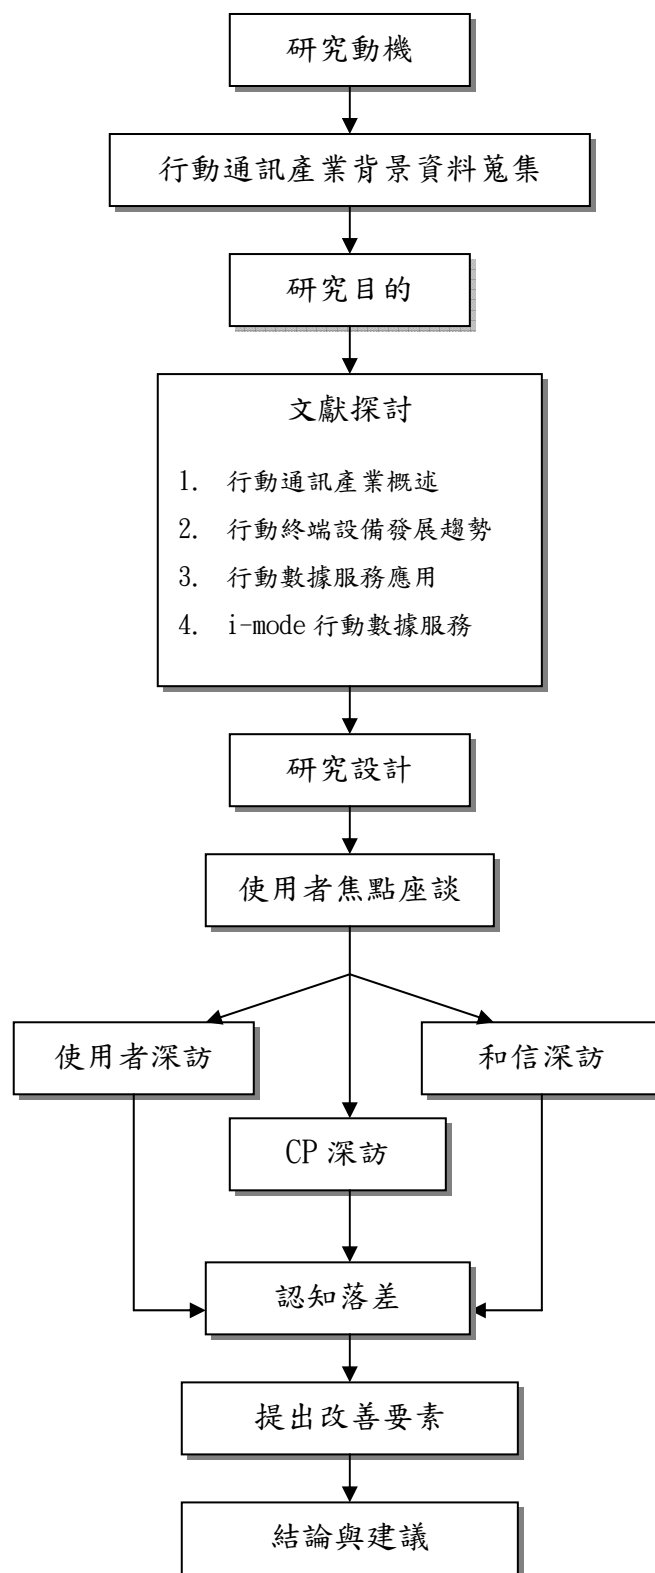 研究動機
行動通訊產業背景資料蒐集
研究目的
文獻探討
1. 行動通訊產業概述
2. 行動終端設備發展趨勢
3. 行動數據服務應用
4. i-mode 行動數據服務
研究設計
使用者焦點座談
使用者深訪
和信深訪
CP 深訪
認知落差
提出改善要素
結論與建議